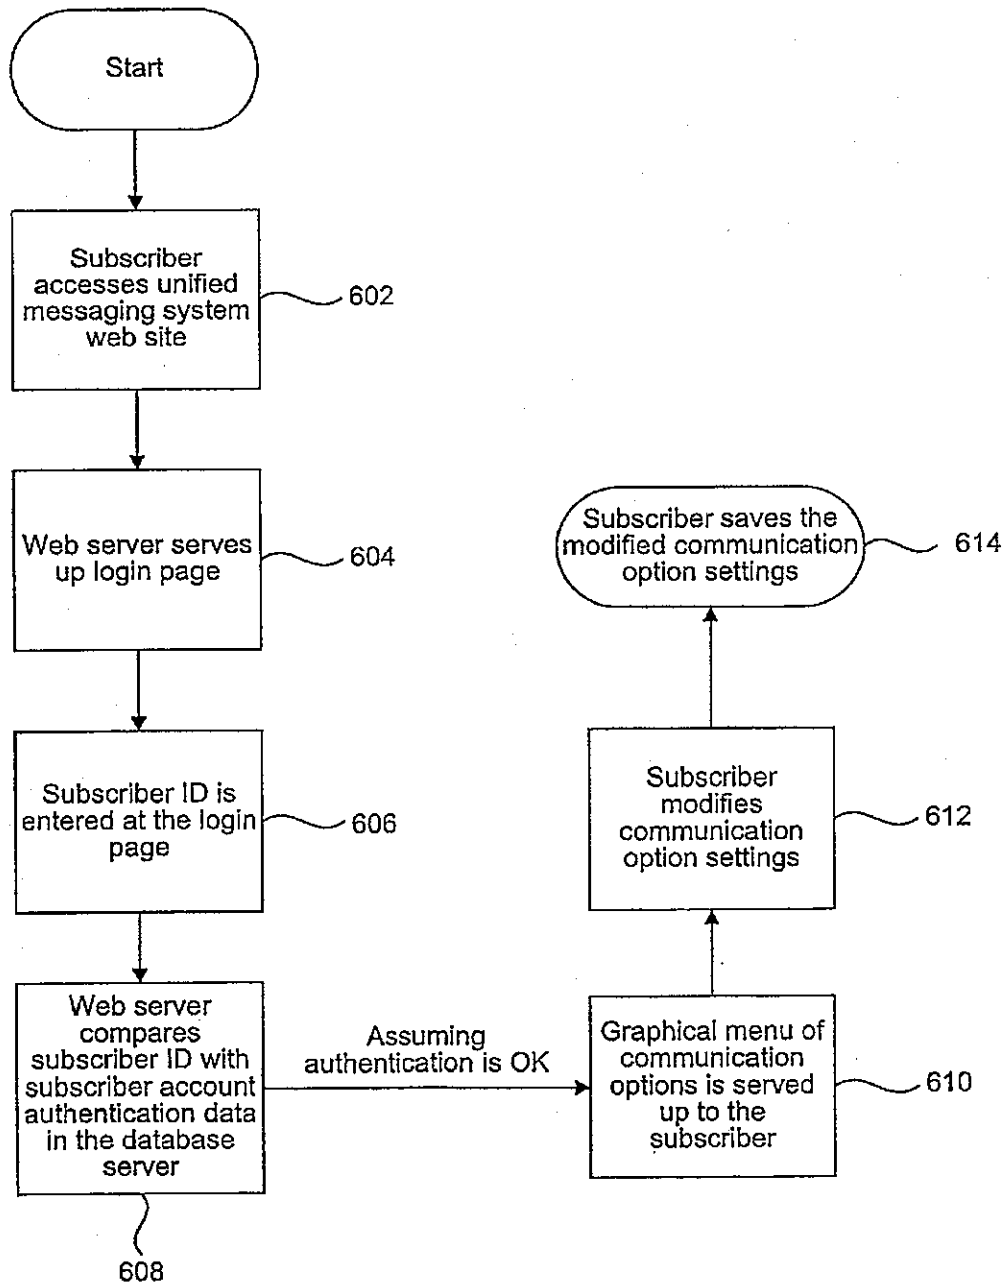 Start
Subscriber
accesses unified
messaging system
web site
602
Web server serves
up login page
604
Subscriber ID is
entered at the login
page
606
Web server
compares
subscriber ID with
subscriber account
authentication data
in the database
server
608
Assuming
authentication is OK
Graphical menu of
communication
options is served
up to the
subscriber
610
Subscriber
modifies
communication
option settings
612
Subscriber saves the
modified communication
option settings
614